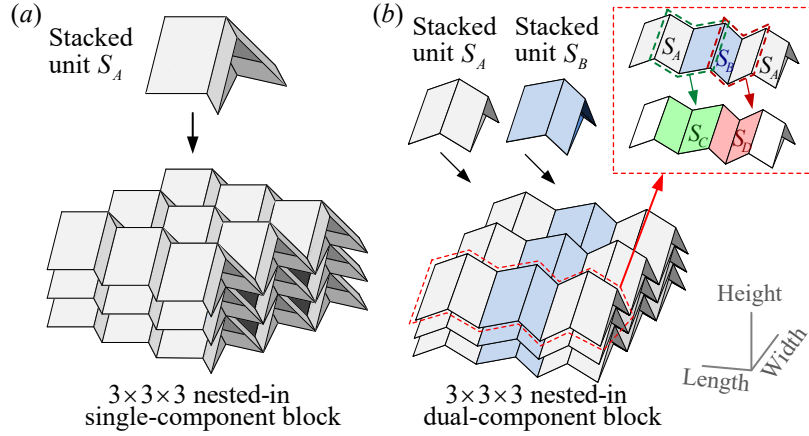 (a)
Stacked
unit S_A
3×3×3 nested-in
single-component block
(b)
Stacked
unit S_A
Stacked
unit S_B
S_A
S_B
S_A
S_C
S_D
3×3×3 nested-in
dual-component block
Height
Width
Length